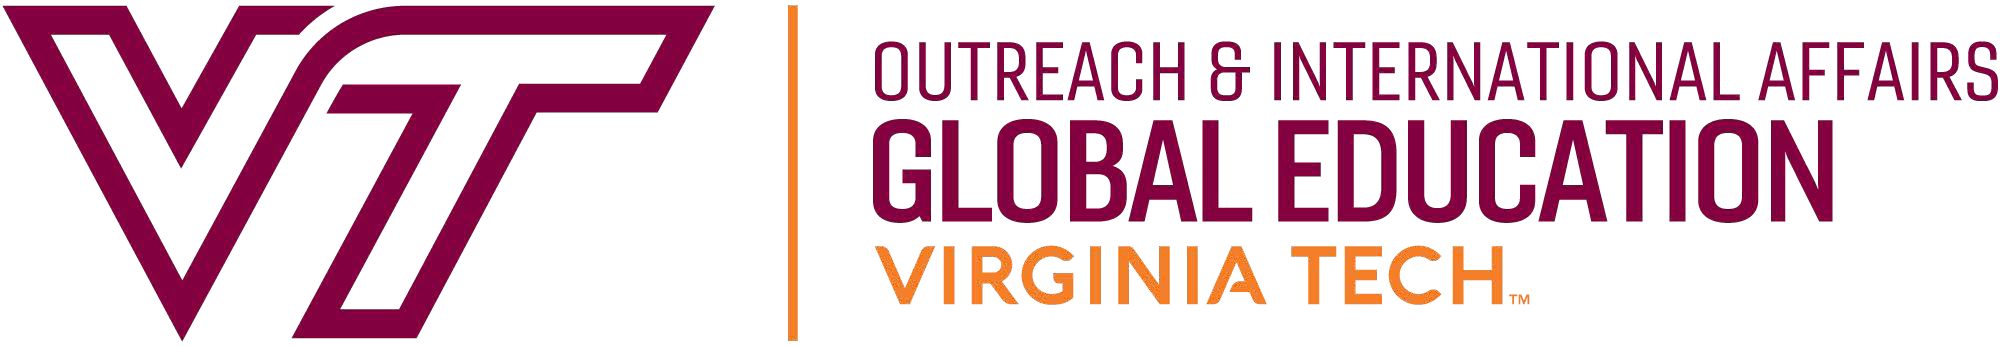 VT
OUTREACH & INTERNATIONAL AFFAIRS
GLOBAL EDUCATION
VIRGINIA TECH™